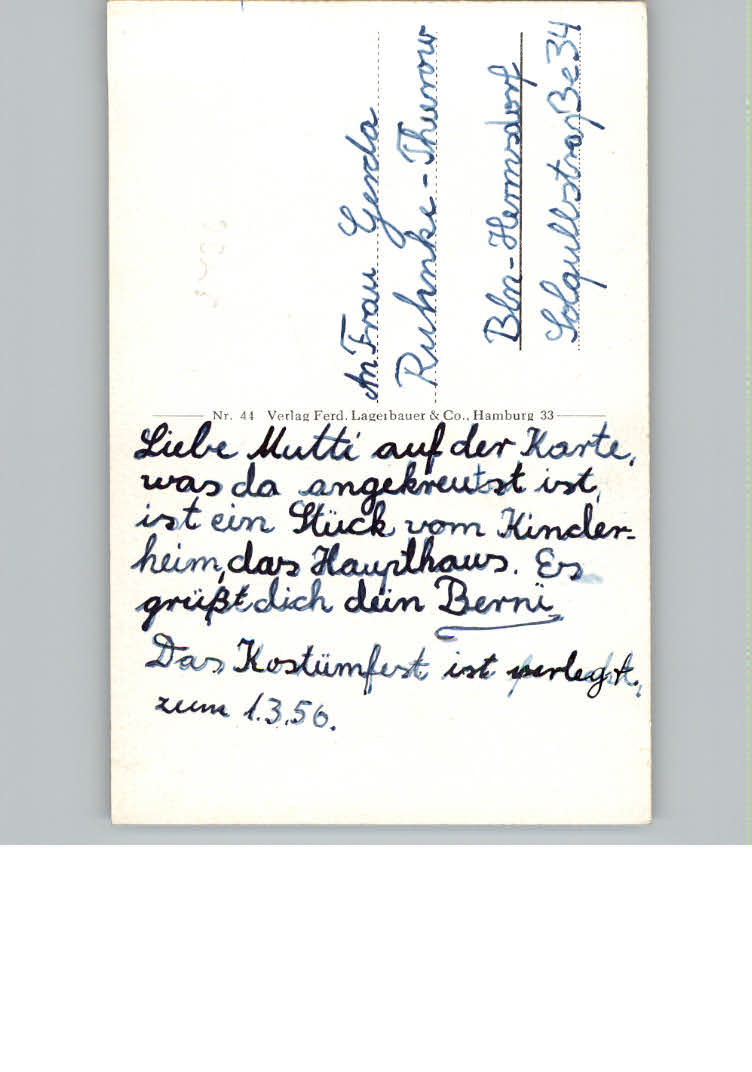 An Frau Gerda
Ruhnke-Thurow
Bln-Hermsdorf
Solquellstraße 34
Nr. 44 Verlag Ferd. Lagerbauer & Co., Hamburg 33
Liebe Mutti auf der Karte,
was da angekreutst ist,
ist ein Stück vom Kinder-
heim, das Haupthaus. Es
grüßt dich dein Berni
Das Kostümfest ist verlegt,
zum 1.3.56.